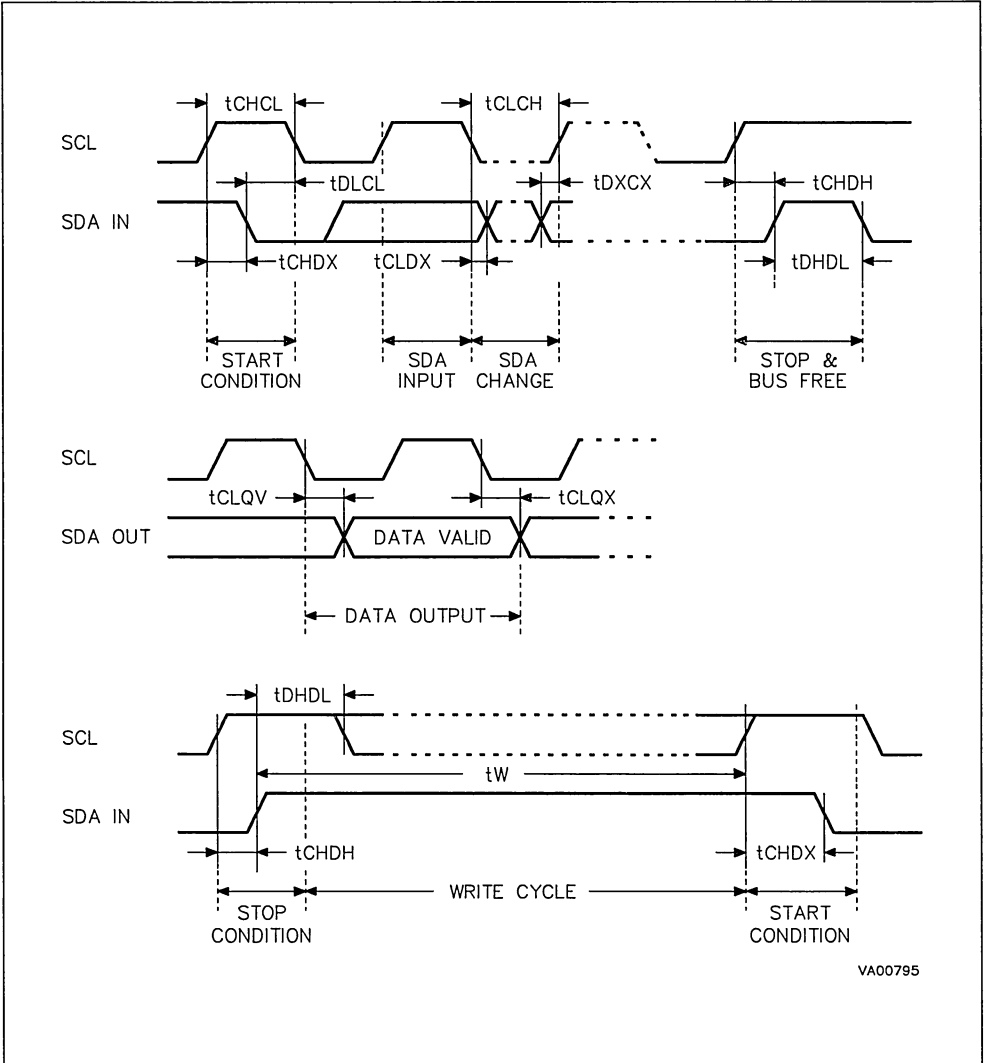 tCHCL tCLCH
SCL
tDLCL tDXCX tCHDH
SDA IN
tCHDX tCLDX tDHDL
START CONDITION
SDA INPUT
SDA CHANGE
STOP & BUS FREE
SCL
tCLQV tCLQX
SDA OUT DATA VALID
DATA OUTPUT
tDHDL
SCL
tW
SDA IN
tCHDH tCHDX
WRITE CYCLE
STOP CONDITION
START CONDITION
VA00795